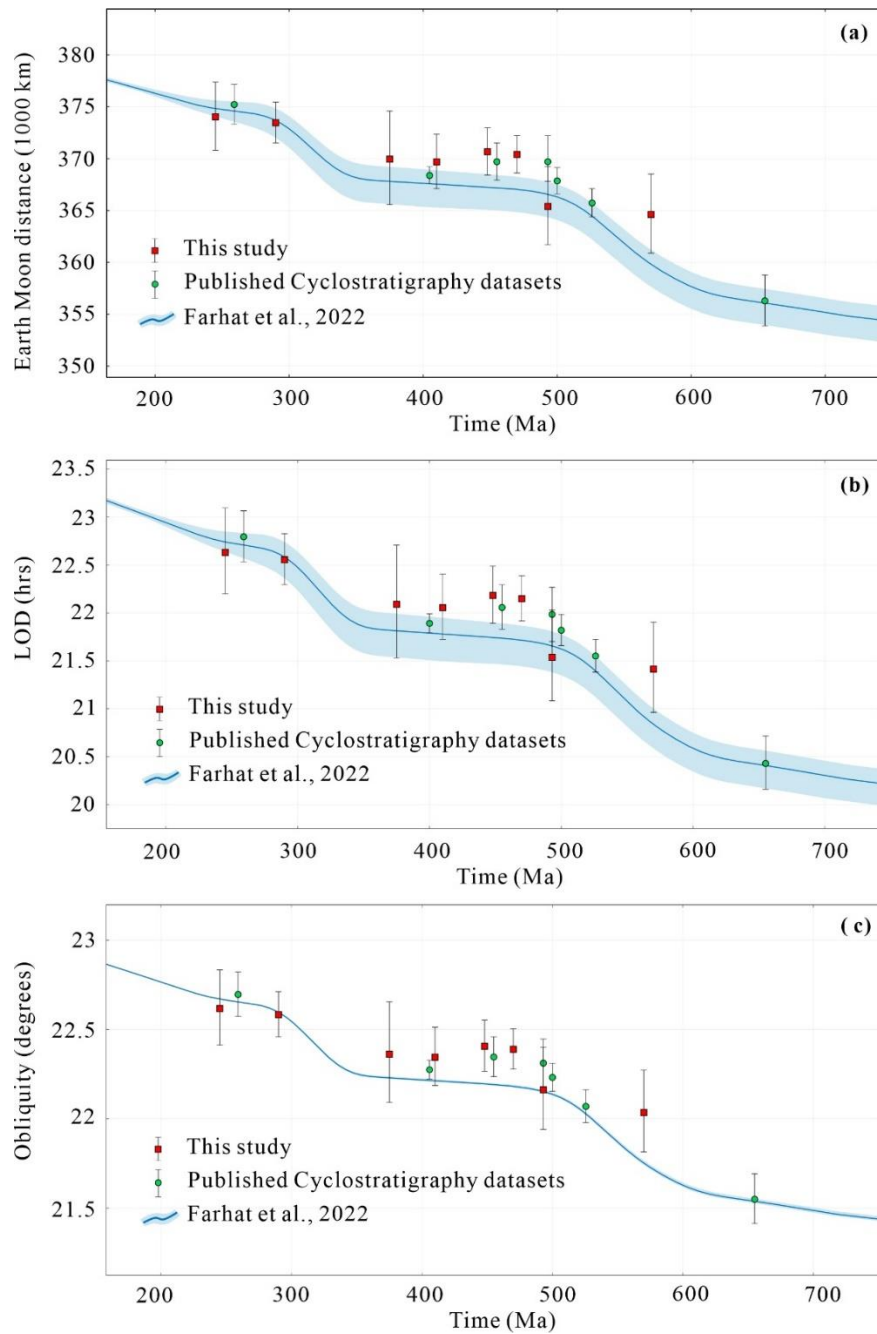 (a)
Earth Moon distance (1000 km)
380
375
370
365
360
355
350
This study
Published Cyclostratigraphy datasets
Farhat et al., 2022
200 300 400 500 600 700
Time (Ma)
(b)
LOD (hrs)
23.5
23
22.5
22
21.5
21
20.5
20
This study
Published Cyclostratigraphy datasets
Farhat et al., 2022
200 300 400 500 600 700
Time (Ma)
( c)
Obliquity (degrees)
23
22.5
22
21.5
This study
Published Cyclostratigraphy datasets
Farhat et al., 2022
200 300 400 500 600 700
Time (Ma)